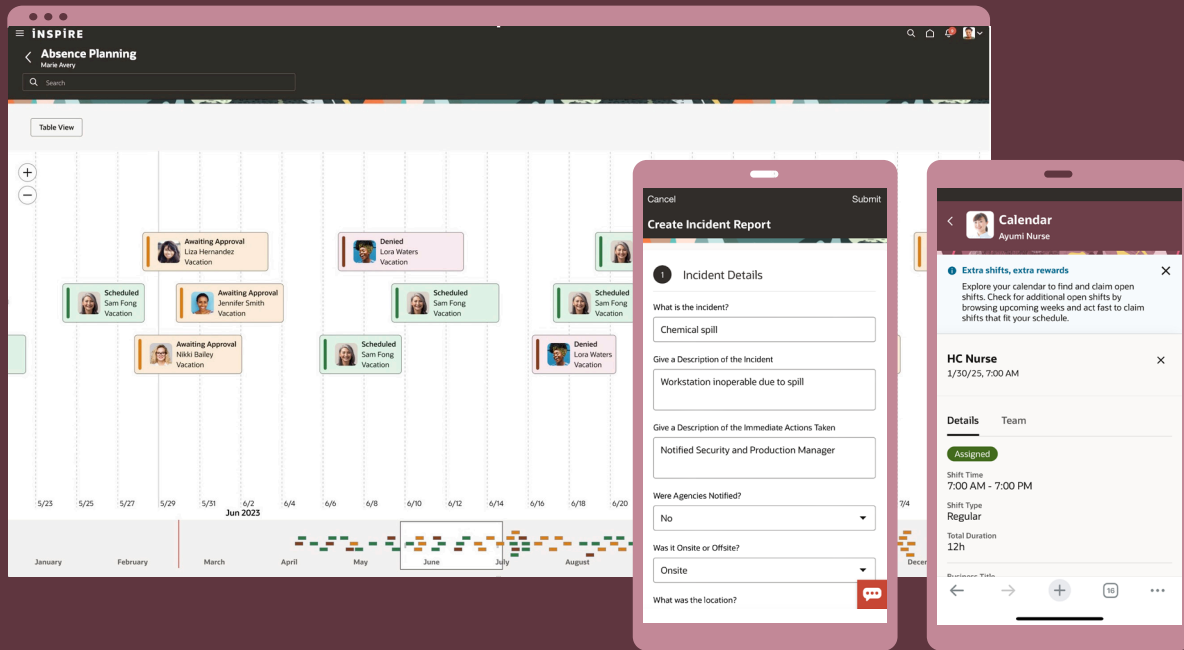 iNSPiRE
Absence Planning
Marie Avery
Search
Table View
Awaiting Approval
Liza Hernandez
Vacation
Denied
Lora Waters
Vacation
Scheduled
Sam Fong
Vacation
Awaiting Approval
Jennifer Smith
Vacation
Scheduled
Sam Fong
Vacation
Scheduled
Sam Fong
Vacation
Awaiting Approval
Nikki Bailey
Vacation
Scheduled
Sam Fong
Vacation
Denied
Lora Waters
Vacation
5/23 5/25 5/27 5/29 5/31 6/2 6/4 6/6 6/8 6/10 6/12 6/14 6/16 6/18 6/20 7/4
Jun 2023
January February March April May June July August Decem
Cancel Submit
Create Incident Report
1 Incident Details
What is the incident?
Chemical spill
Give a Description of the Incident
Workstation inoperable due to spill
Give a Description of the Immediate Actions Taken
Notified Security and Production Manager
Were Agencies Notified?
No
Was it Onsite or Offsite?
Onsite
What was the location?
Calendar
Ayumi Nurse
Extra shifts, extra rewards
Explore your calendar to find and claim open
shifts. Check for additional open shifts by
browsing upcoming weeks and act fast to claim
shifts that fit your schedule.
HC Nurse
1/30/25, 7:00 AM
Details Team
Assigned
Shift Time
7:00 AM - 7:00 PM
Shift Type
Regular
Total Duration
12h
Business Title
16